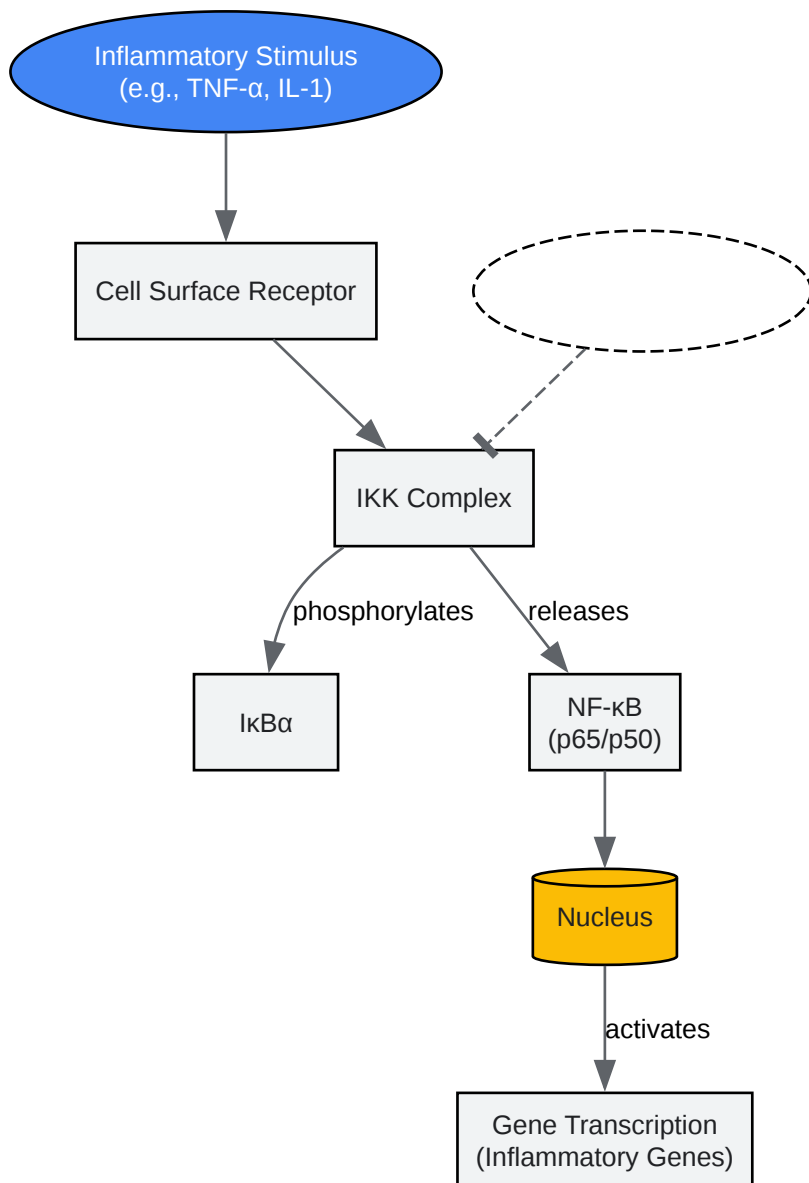 Inflammatory Stimulus
(e.g., TNF-α, IL-1)
Cell Surface Receptor
IKK Complex
phosphorylates
releases
IκBα
NF-κB
(p65/p50)
Nucleus
activates
Gene Transcription
(Inflammatory Genes)